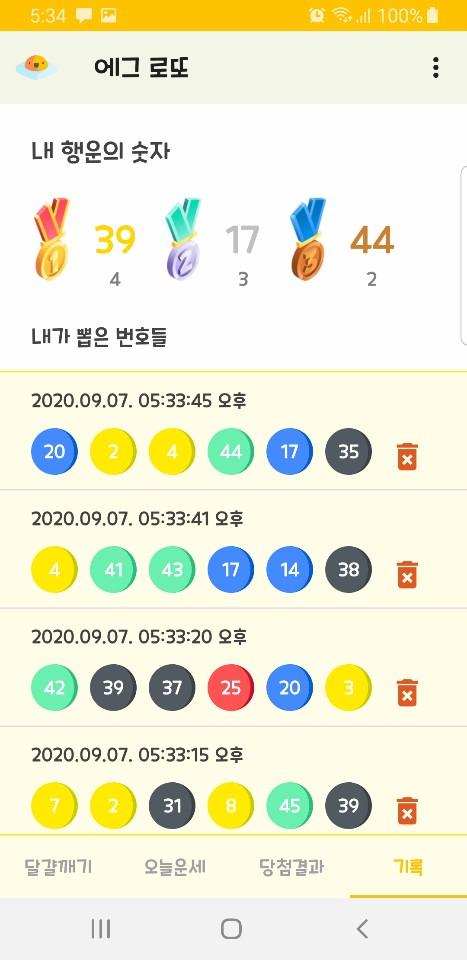 5:34 100%
에그 로또
내 행운의 숫자
1 39 2 17 3 44
4 3 2
내가 뽑은 번호들
2020.09.07. 05:33:45 오후
20 2 4 44 17 35
2020.09.07. 05:33:41 오후
4 41 43 17 14 38
2020.09.07. 05:33:20 오후
42 39 37 25 20 3
2020.09.07. 05:33:15 오후
7 2 31 8 45 39
달걀깨기 오늘운세 당첨결과 기록